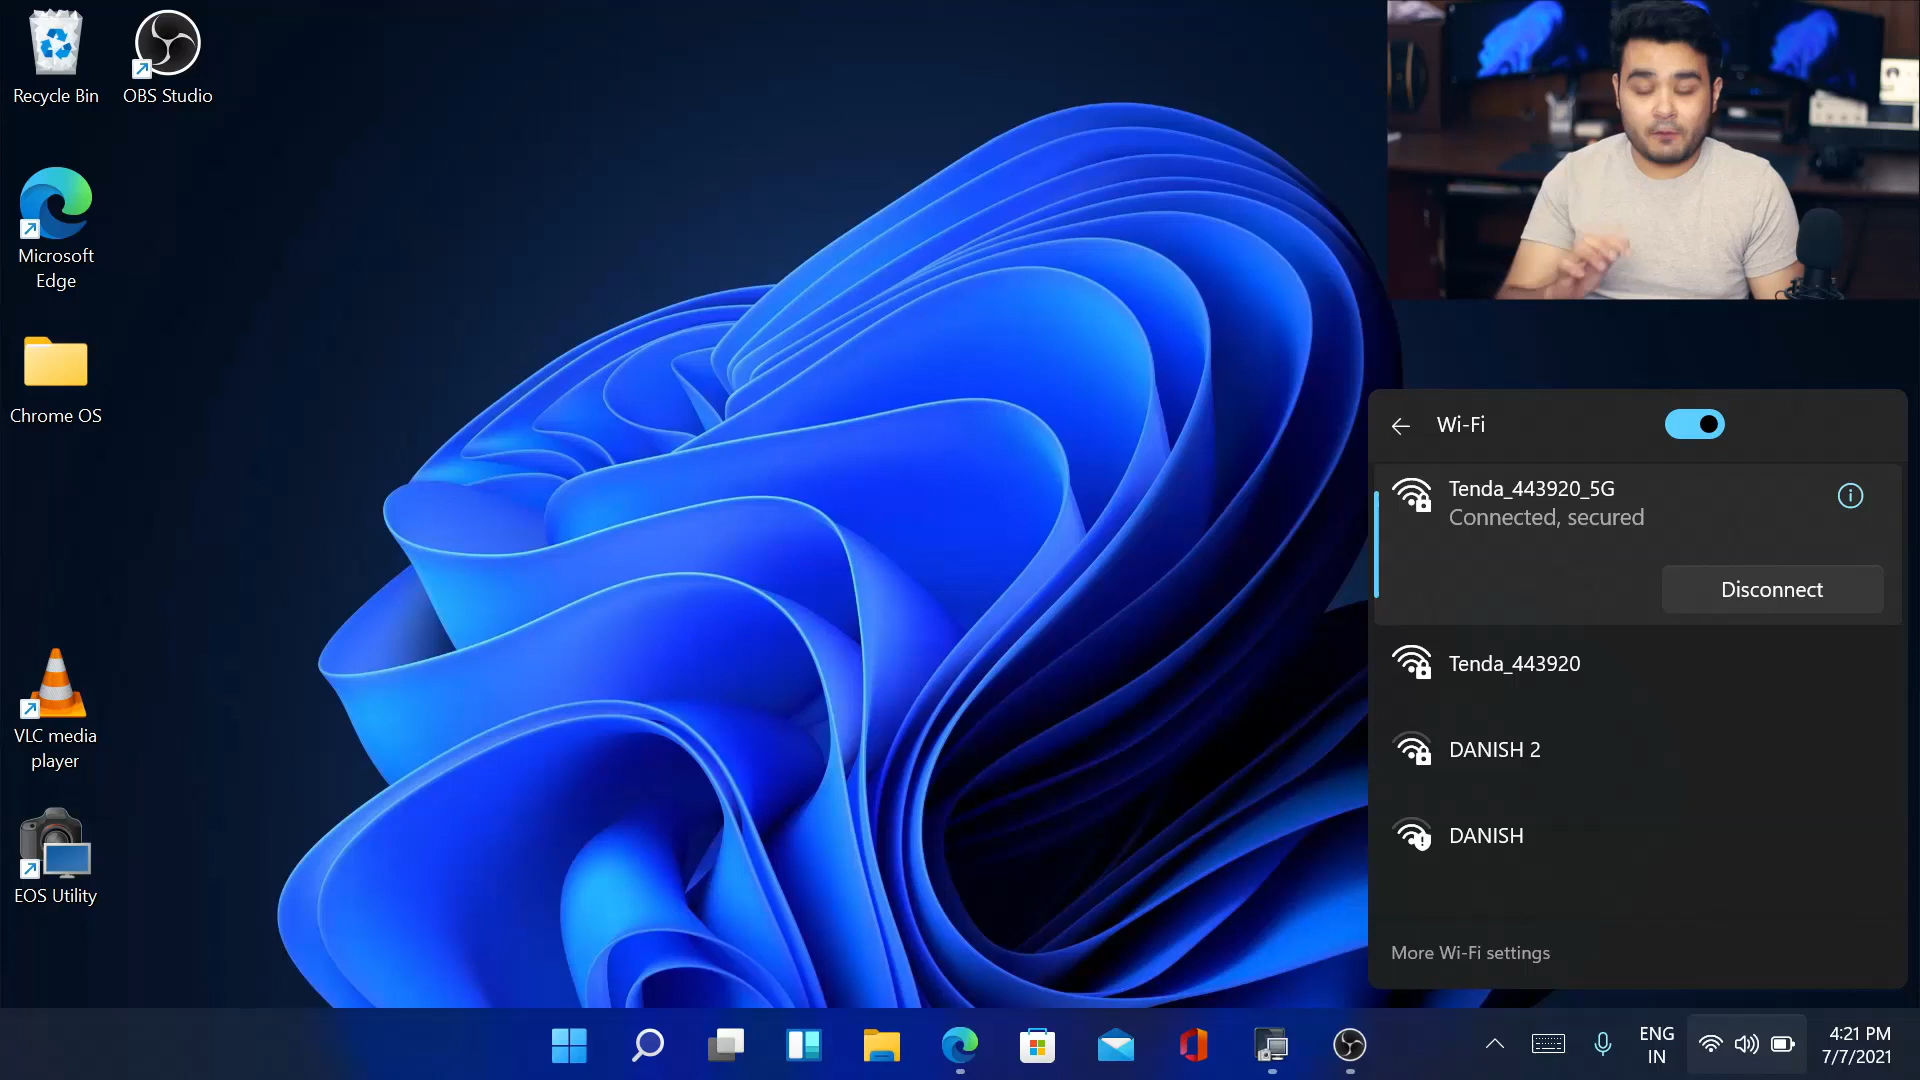 Recycle Bin
OBS Studio
Microsoft
Edge
Chrome OS
VLC media
player
EOS Utility
Wi-Fi
Tenda_443920_5G
Connected, secured
Disconnect
Tenda_443920
DANISH 2
DANISH
More Wi-Fi settings
ENG
IN
4:21 PM
7/7/2021